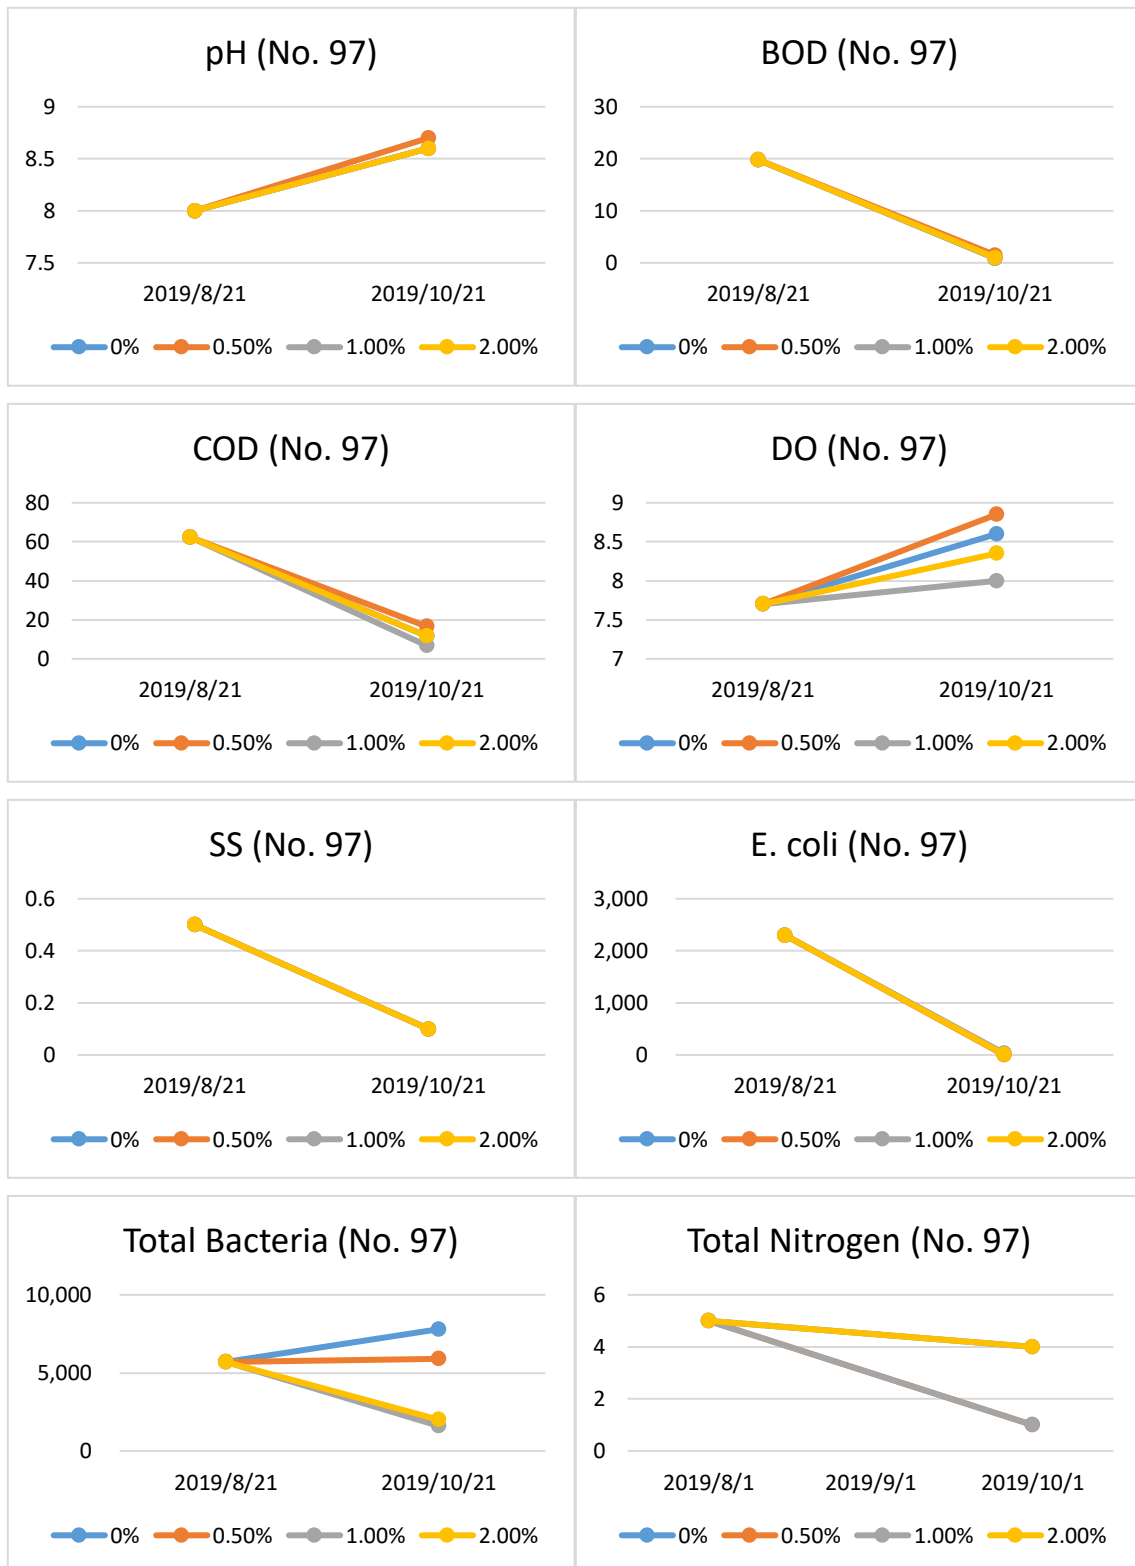 pH (No. 97)
9
8.5
8
7.5
2019/8/21 2019/10/21
0% 0.50% 1.00% 2.00%
BOD (No. 97)
30
20
10
0
2019/8/21 2019/10/21
0% 0.50% 1.00% 2.00%
COD (No. 97)
80
60
40
20
0
2019/8/21 2019/10/21
0% 0.50% 1.00% 2.00%
DO (No. 97)
9
8.5
8
7.5
7
2019/8/21 2019/10/21
0% 0.50% 1.00% 2.00%
SS (No. 97)
0.6
0.4
0.2
0
2019/8/21 2019/10/21
0% 0.50% 1.00% 2.00%
E. coli (No. 97)
3,000
2,000
1,000
0
2019/8/21 2019/10/21
0% 0.50% 1.00% 2.00%
Total Bacteria (No. 97)
10,000
5,000
0
2019/8/21 2019/10/21
0% 0.50% 1.00% 2.00%
Total Nitrogen (No. 97)
6
4
2
0
2019/8/1 2019/9/1 2019/10/1
0% 0.50% 1.00% 2.00%